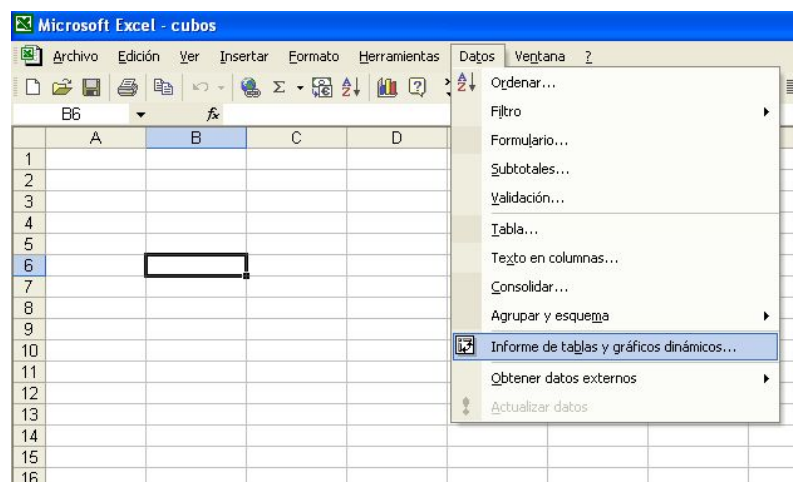 Microsoft Excel - cubos
Archivo Edición Ver Insertar Formato Herramientas Datos Ventana ?
B6 fx
A B C D
1
2
3
4
5
6
7
8
9
10
11
12
13
14
15
16
Ordenar...
Filtro
Formulario...
Subtotales...
Validación...
Tabla...
Texto en columnas...
Consolidar...
Agrupar y esquema
Informe de tablas y gráficos dinámicos...
Obtener datos externos
Actualizar datos